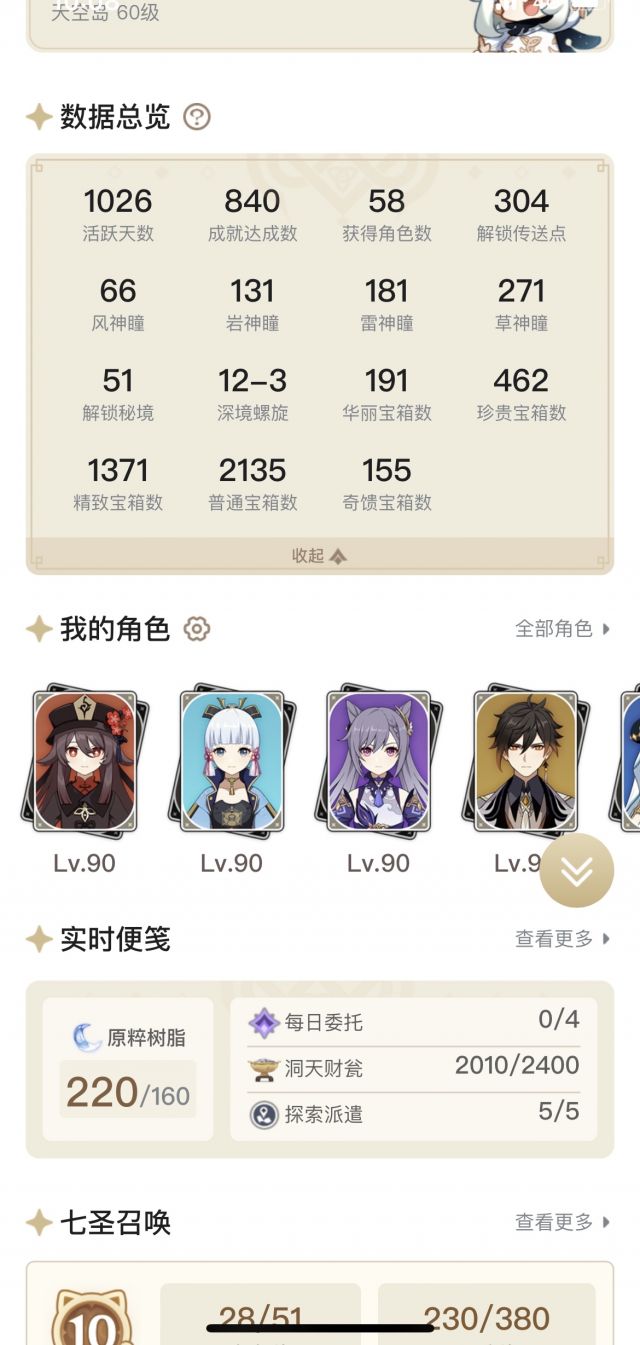 天空岛 60级
数据总览
1026 840 58 304
活跃天数 成就达成数 获得角色数 解锁传送点
66 131 181 271
风神瞳 岩神瞳 雷神瞳 草神瞳
51 12-3 191 462
解锁秘境 深境螺旋 华丽宝箱数 珍贵宝箱数
1371 2135 155
精致宝箱数 普通宝箱数 奇馈宝箱数
收起
我的角色 全部角色
Lv.90 Lv.90 Lv.90 Lv.9
实时便笺 查看更多
原粹树脂
220/160
每日委托 0/4
洞天财瓮 2010/2400
探索派遣 5/5
七圣召唤 查看更多
10 28/51 230/380